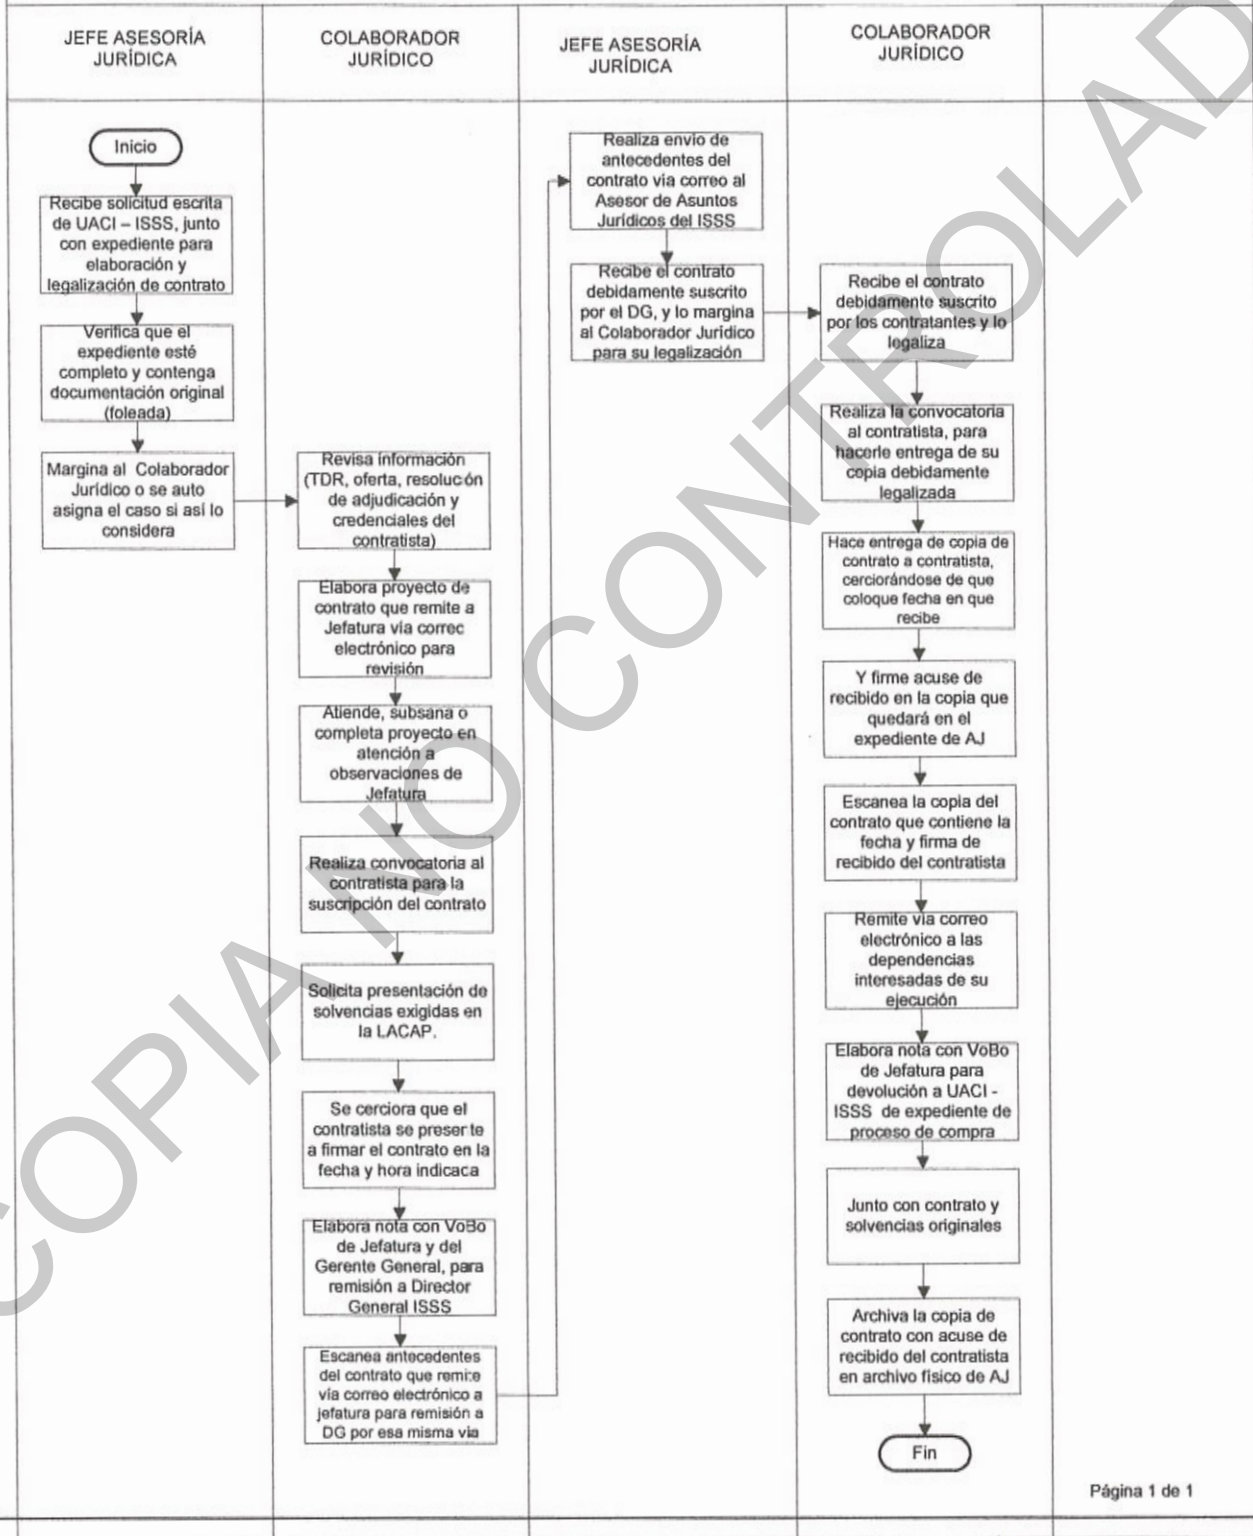 JEFE ASESORÍA
JURÍDICA
COLABORADOR
JURÍDICO
JEFE ASESORÍA
JURÍDICA
COLABORADOR
JURÍDICO
Inicio
Recibe solicitud escrita
de UACI – ISSS, junto
con expediente para
elaboración y
legalización de contrato
Verifica que el
expediente esté
completo y contenga
documentación original
(foleada)
Margina al Colaborador
Jurídico o se auto
asigna el caso si así lo
considera
Revisa información
(TDR, oferta, resolucón
de adjudicación y
credenciales del
contratista)
Elabora proyecto de
contrato que remite a
Jefatura vía correc
electrónico para
revisión
Atiende, subsana o
completa proyecto en
atención a
observaciones de
Jefatura
Realiza convocatoria al
contratista para la
suscripción del contrato
Solicita presentación de
solvencias exigidas en
la LACAP.
Se cerciora que el
contratista se preser te
a firmar el contrato en la
fecha y hora indicaca
Elabora nota con VoBo
de Jefatura y del
Gerente General, para
remisión a Director
General ISSS
Escanea antecedentes
del contrato que remi:e
vía correo electrónico a
jefatura para remisión a
DG por esa misma vía
Realiza envío de
antecedentes del
contrato via correo al
Asesor de Asuntos
Jurídicos del ISSS
Recibe el contrato
debidamente suscrito
por el DG, y lo margina
al Colaborador Jurídico
para su legalización
Recibe el contrato
debidamente suscrito
por los contratantes y lo
legaliza
Realiza la convocatoria
al contratista, para
hacerle entrega de su
copia debidamente
legalizada
Hace entrega de copia de
contrato a contratista,
cerciorándose de que
coloque fecha en que
recibe
Y firme acuse de
recibido en la copia que
quedará en el
expediente de AJ
Escanea la copia del
contrato que contiene la
fecha y firma de
recibido del contratista
Remite vía correo
electrónico a las
dependencias
interesadas de su
ejecución
Elabora nota con VoBo
de Jefatura para
devolución a UACI -
ISSS de expediente de
proceso de compra
Junto con contrato y
solvencias originales
Archiva la copia de
contrato con acuse de
recibido del contratista
en archivo físico de AJ
Fin
Página 1 de 1
COPIA NO CONTROLAD